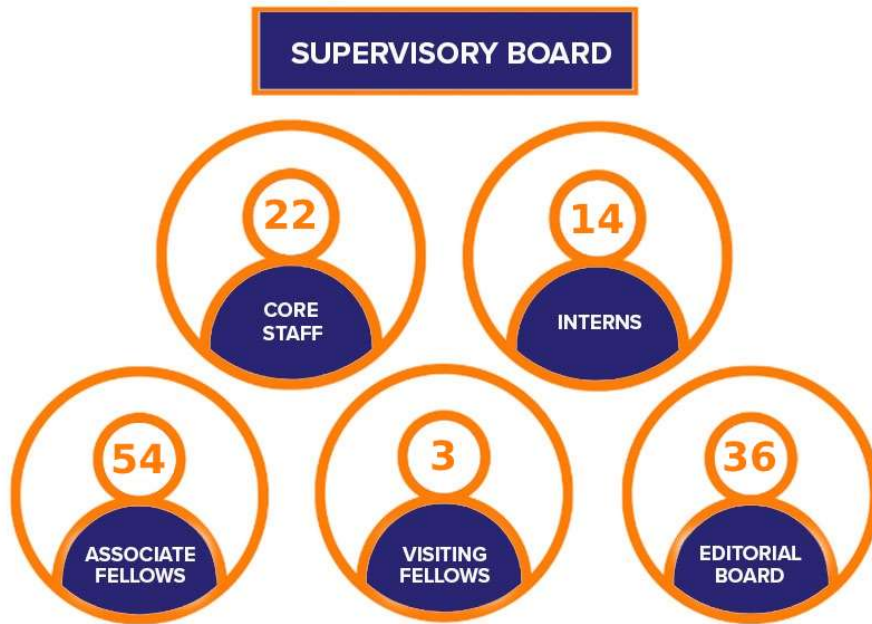 SUPERVISORY BOARD
22
CORE
STAFF
14
INTERNS
54
ASSOCIATE
FELLOWS
3
VISITING
FELLOWS
36
EDITORIAL
BOARD